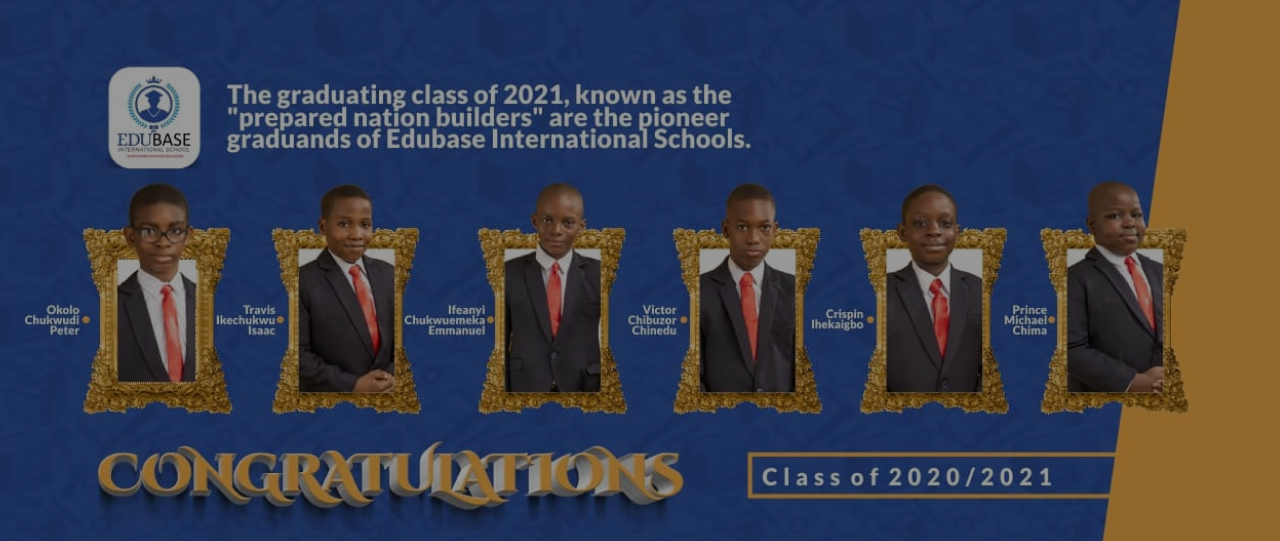 The graduating class of 2021, known as the
"prepared nation builders" are the pioneer
graduands of Edubase International Schools.
EDUBASE
INTERNATIONAL SCHOOL
Okolo
Chukwudi
Peter
Travis
Ikechukwu
Isaac
Ifeanyi
Chukwuemeka
Emmanuel
Victor
Chibuzor
Chinedu
Crispin
Ihekaigbo
Prince
Michael
Chima
CONGRATULATIONS
Class of 2020/2021